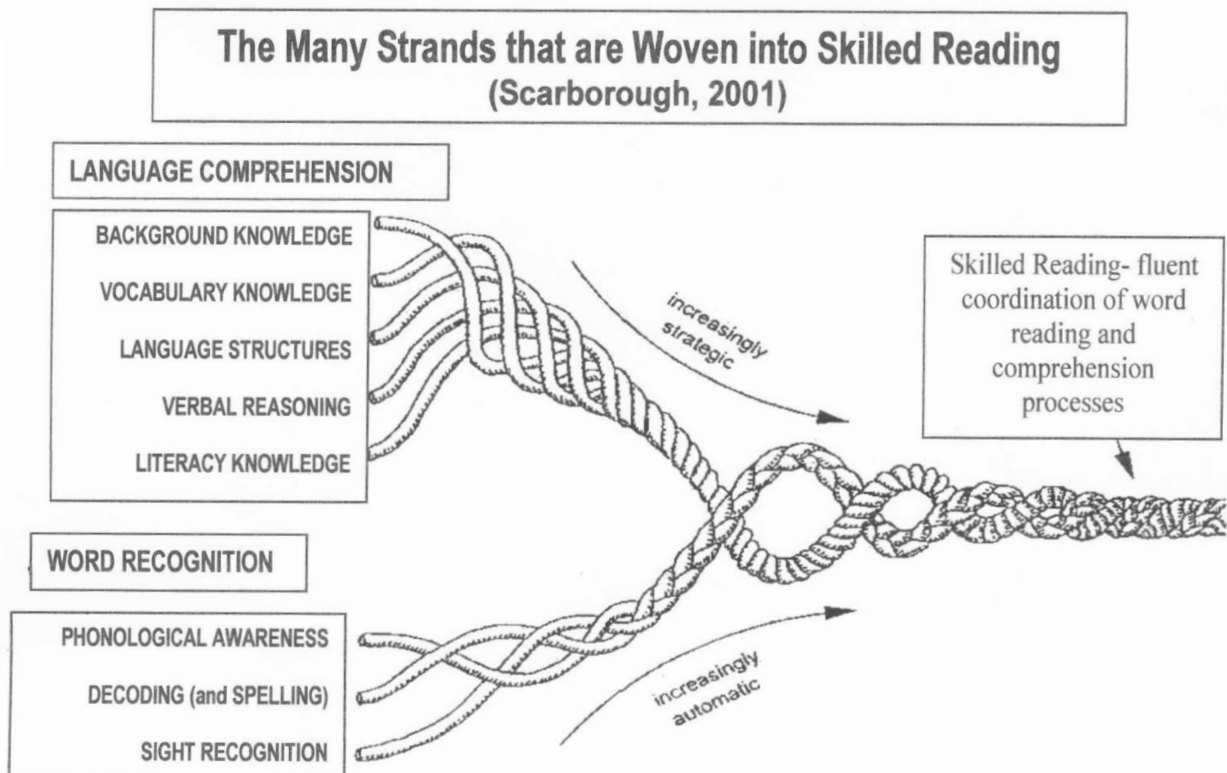 The Many Strands that are Woven into Skilled Reading
(Scarborough, 2001)
LANGUAGE COMPREHENSION
BACKGROUND KNOWLEDGE
VOCABULARY KNOWLEDGE
LANGUAGE STRUCTURES
VERBAL REASONING
LITERACY KNOWLEDGE
WORD RECOGNITION
PHONOLOGICAL AWARENESS
DECODING (and SPELLING)
SIGHT RECOGNITION
increasingly
strategic
increasingly
automatic
Skilled Reading- fluent
coordination of word
reading and
comprehension
processes